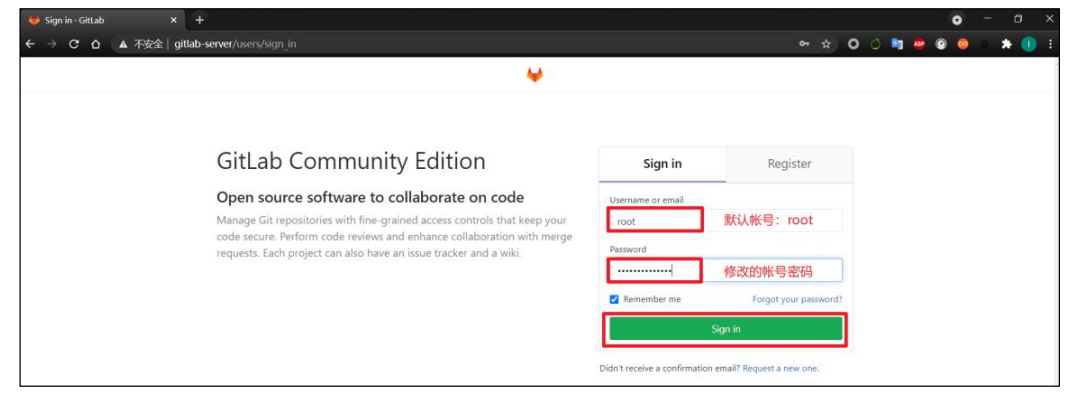 Sign in · GitLab
不安全 | gitlab-server/users/sign_in
GitLab Community Edition
Open source software to collaborate on code
Manage Git repositories with fine-grained access controls that keep your
code secure. Perform code reviews and enhance collaboration with merge
requests. Each project can also have an issue tracker and a wiki.
Sign in Register
Username or email
root 默认帐号：root
Password
•••••••••••••• 修改的帐号密码
Remember me Forgot your password?
Sign in
Didn't receive a confirmation email? Request a new one.